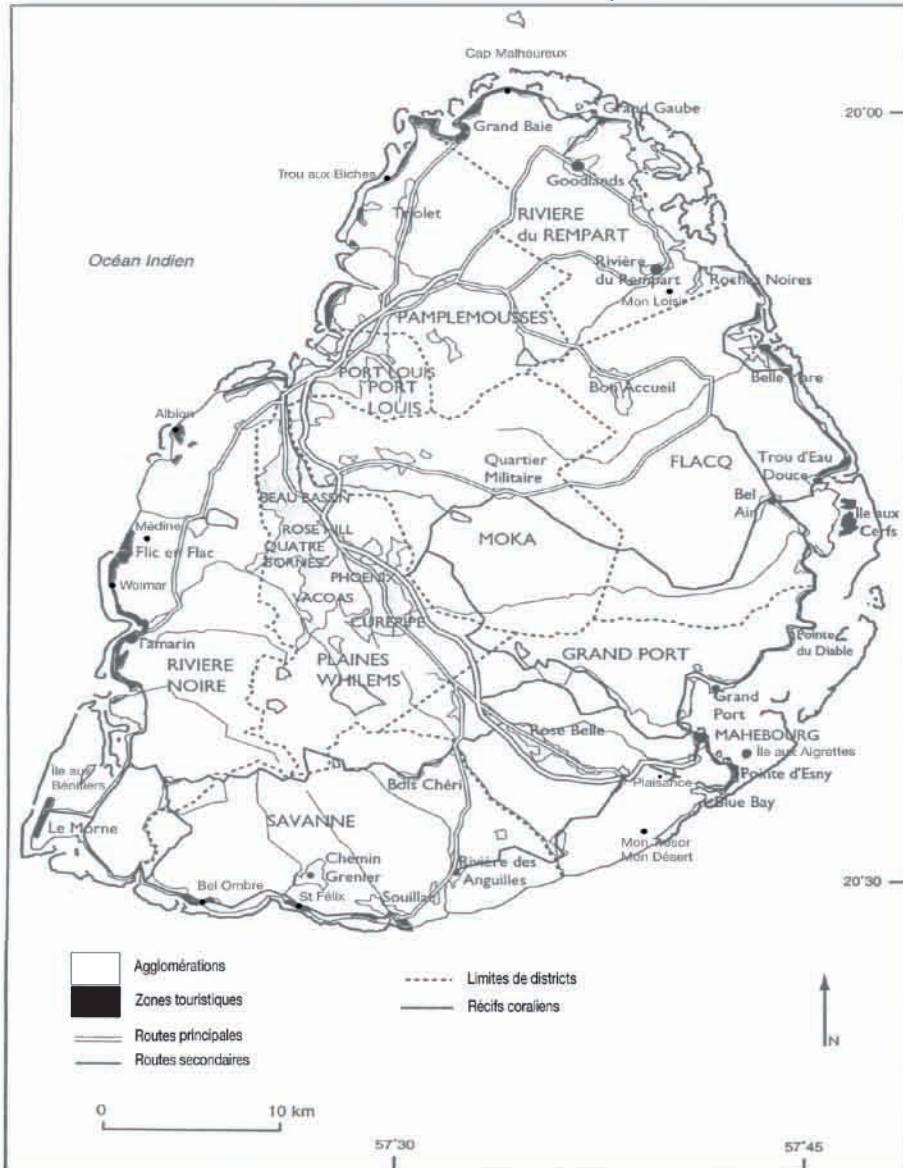 Cap Malheureux
Grand Gaube
20°00
Grand Baie
Trou aux Biches
Goodlands
Triolet
RIVIERE
du REMPART
Océan Indien
Rivière
du Rempart
Roches Noires
Mon Loisir
PAMPLEMOUSSES
PORT LOUIS
PORT
LOUIS
Bon Accueil
Belle Mare
Albion
Quartier
Militaire
FLACQ
Trou d'Eau
Douce
BEAU BASSIN
Bel
Air
Île aux
Cerfs
Médine
ROSE HILL
MOKA
Flic en Flac
QUATRE
BORNES
PHOENIX
Wolmar
VACOAS
CUREPIPE
Tamarin
Pointe
du Diable
RIVIERE
NOIRE
PLAINES
WHILEMS
GRAND PORT
Grand
Port
Rose Belle
MAHEBOURG
Île aux Aigrettes
Île aux
Bénitiers
Bois Chéri
Plaisance
Pointe d'Esny
Blue Bay
Le Morne
SAVANNE
Mon Trésor
Mon Désert
Chemin
Grenier
Rivière des
Anguilles
Bel Ombre
St Félix
Souillac
20°30
Agglomérations
Zones touristiques
Routes principales
Routes secondaires
Limites de districts
Récifs coraliens
N
0 10 km
57°30
57°45